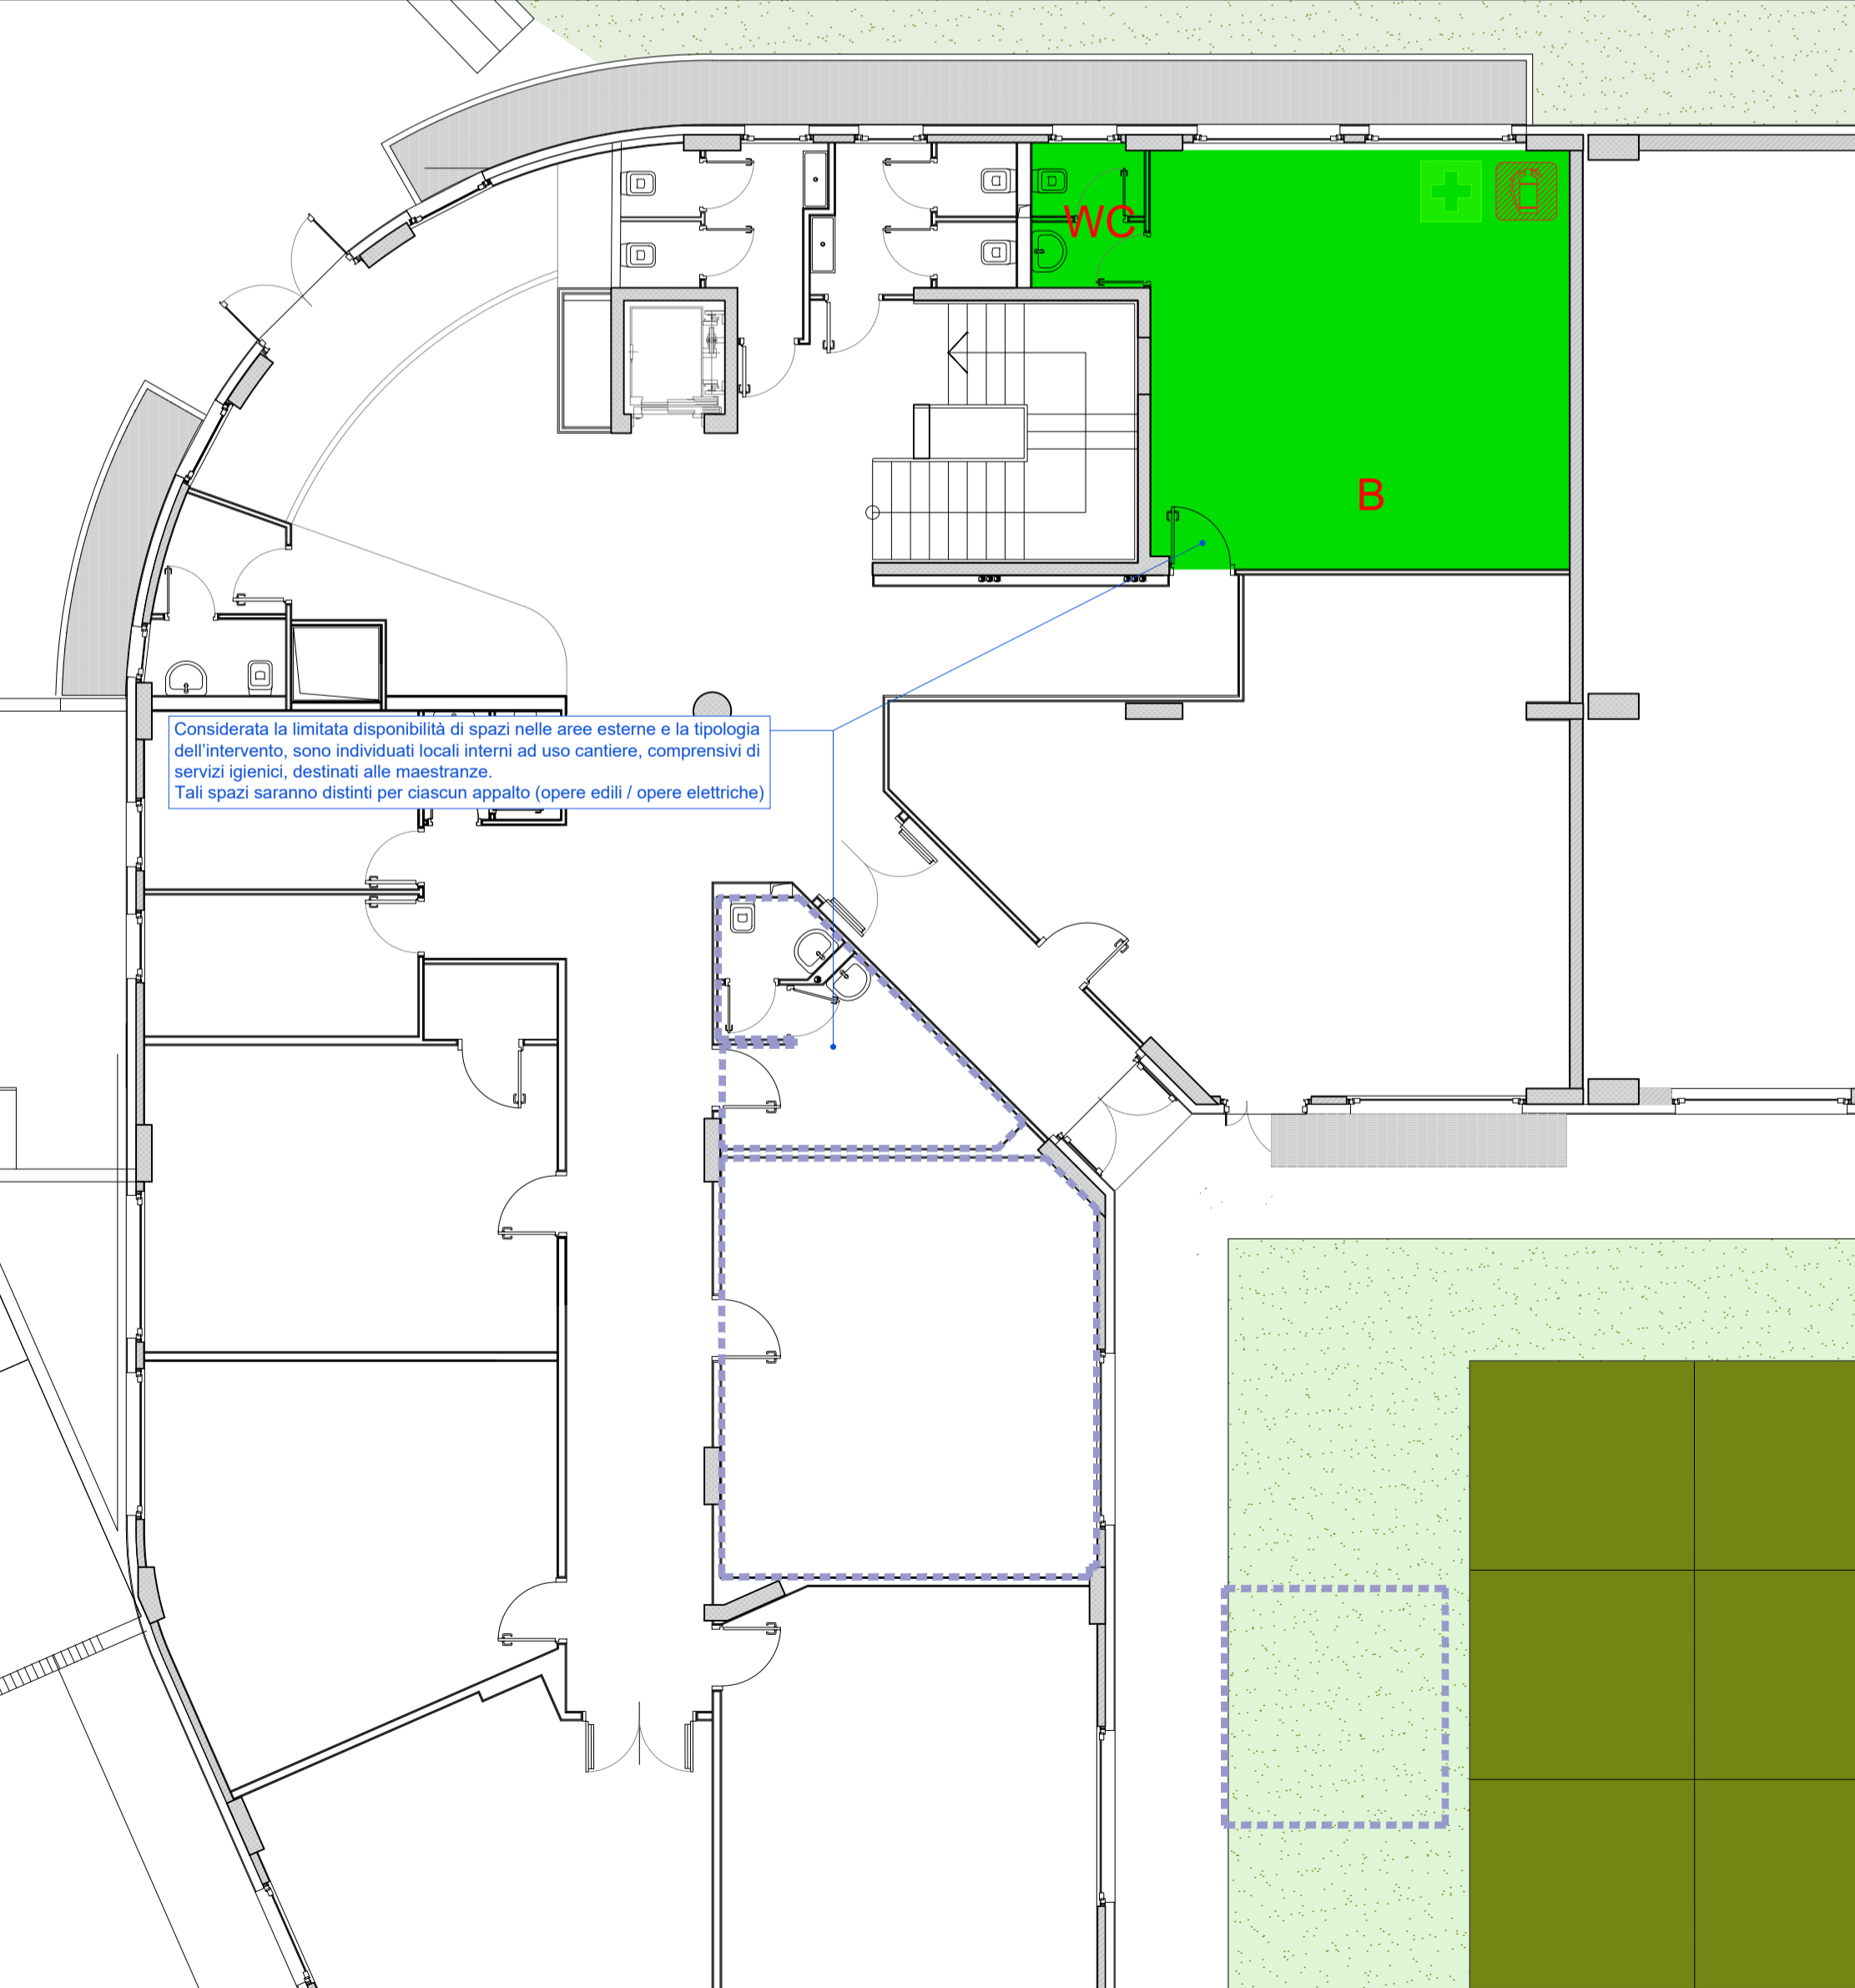 WC
B
Considerata la limitata disponibilità di spazi nelle aree esterne e la tipologia
dell'intervento, sono individuati locali interni ad uso cantiere, comprensivi di
servizi igienici, destinati alle maestranze.
Tali spazi saranno distinti per ciascun appalto (opere edili / opere elettriche)